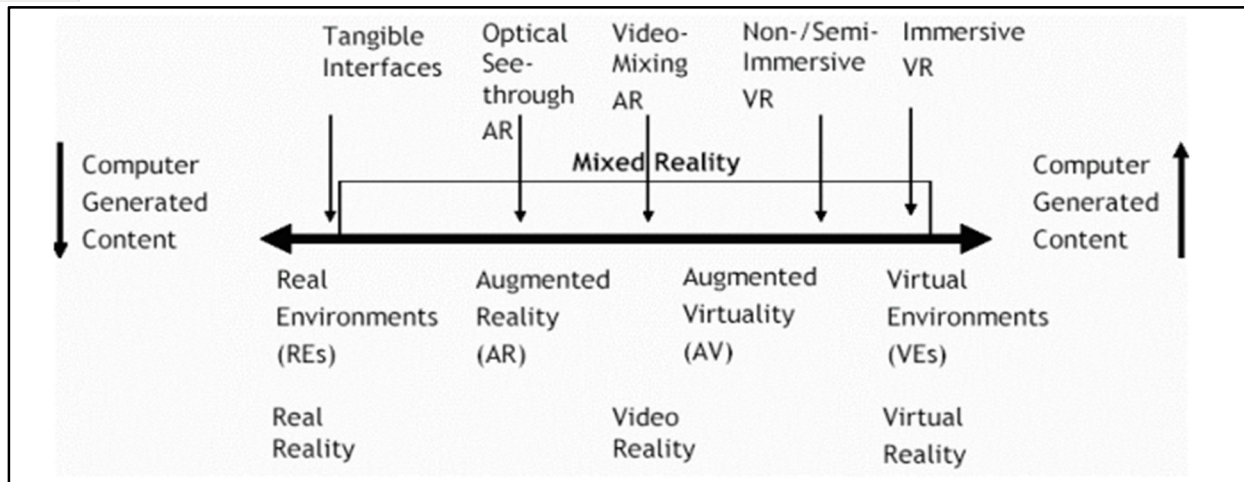 Tangible
Interfaces
Optical
See-
through
AR
Video-
Mixing
AR
Non-/Semi-
Immersive
VR
Immersive
VR
Mixed Reality
Computer
Generated
Content
Computer
Generated
Content
Real
Environments
(REs)
Augmented
Reality
(AR)
Augmented
Virtuality
(AV)
Virtual
Environments
(VEs)
Real
Reality
Video
Reality
Virtual
Reality